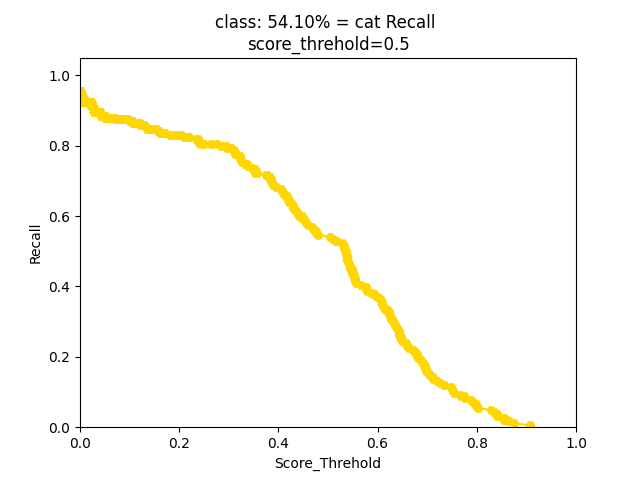 class: 54.10% = cat Recall
score_threhold=0.5
1.0
0.8
0.6
0.4
0.2
0.0
Recall
0.0 0.2 0.4 0.6 0.8 1.0
Score_Threhold